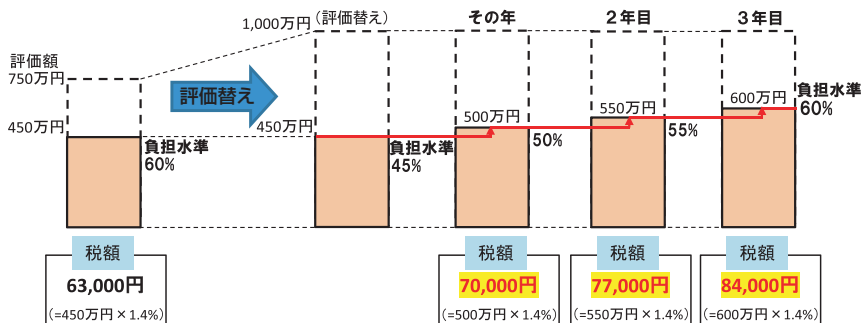 1,000万円
(評価替え)
その年
2年目
3年目
評価額
750万円
評価替え
450万円
負担水準
60%
450万円
負担水準
45%
500万円
50%
550万円
55%
600万円
負担水準
60%
税額
63,000円
(=450万円×1.4%)
税額
70,000円
(=500万円×1.4%)
税額
77,000円
(=550万円×1.4%)
税額
84,000円
(=600万円×1.4%)